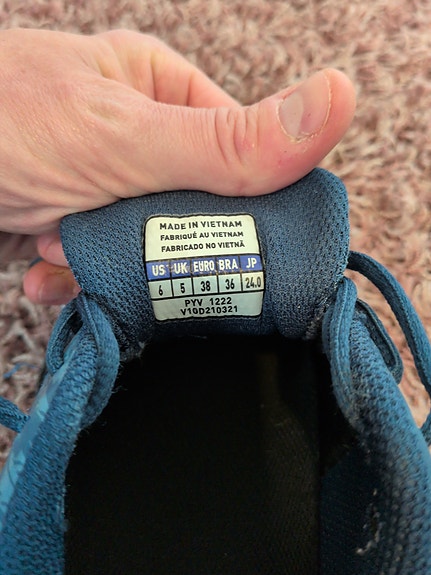 MADE IN VIETNAM
FABRIQUÉ AU VIETNAM
FABRICADO NO VIETNÃ
US UK EURO BRA JP
6 5 38 36 24.0
PYV 1222
V10D210321